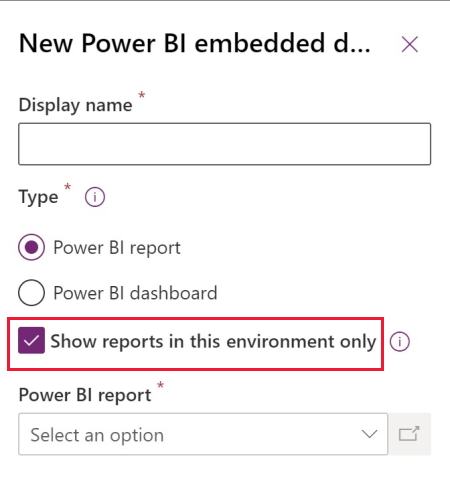 New Power BI embedded d...
Display name *
Type *
Power BI report
Power BI dashboard
Show reports in this environment only
Power BI report *
Select an option